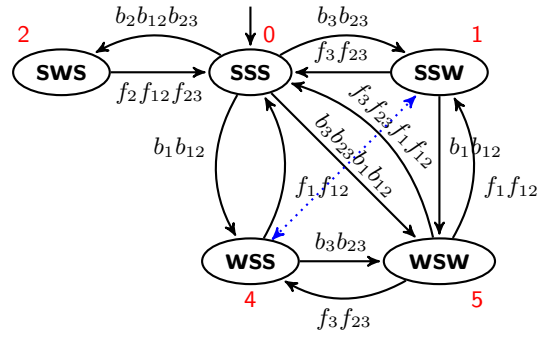 2
b₂b₁₂b₂₃
0
b₃b₂₃
1
SWS
SSS
SSW
f₂f₁₂f₂₃
f₃f₂₃
b₁b₁₂
f₁f₁₂
b₃b₂₃b₁b₁₂
f₃f₂₃f₁f₁₂
b₁b₁₂
f₁f₁₂
WSS
b₃b₂₃
WSW
4
f₃f₂₃
5